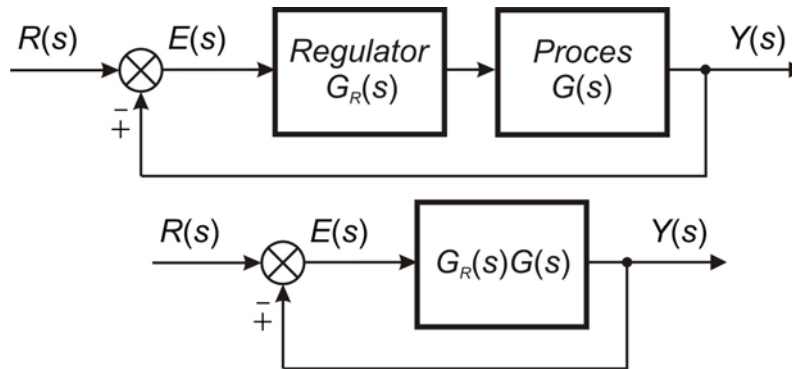 R(s) E(s) Regulator Proces Y(s)
G_R(s) G(s)
−
+
R(s) E(s) G_R(s)G(s) Y(s)
−
+